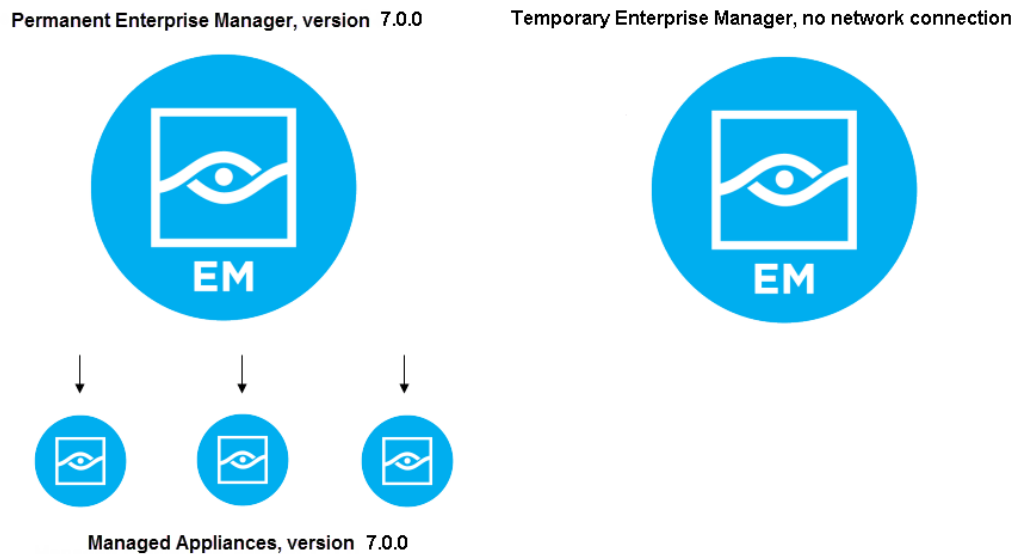 Permanent Enterprise Manager, version 7.0.0
Temporary Enterprise Manager, no network connection
EM
EM
Managed Appliances, version 7.0.0